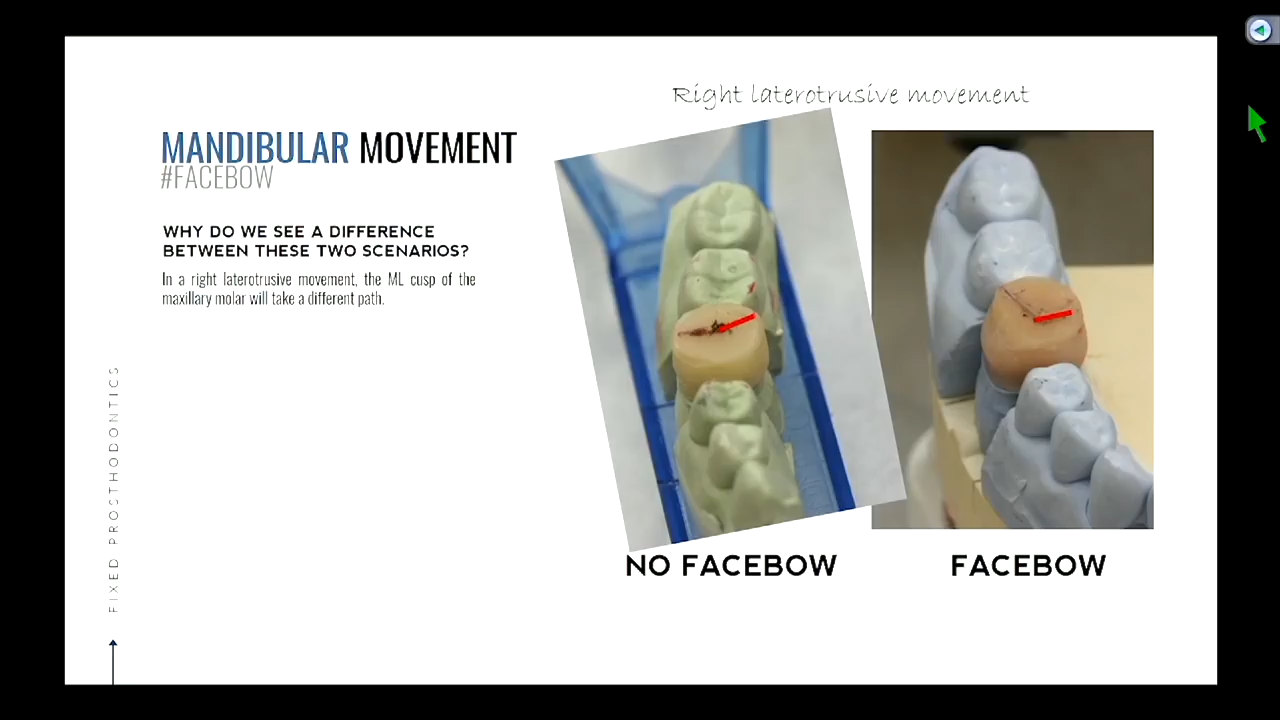 Right laterotrusive movement
MANDIBULAR MOVEMENT
#FACEBOW
WHY DO WE SEE A DIFFERENCE
BETWEEN THESE TWO SCENARIOS?
In a right laterotrusive movement, the ML cusp of the
maxillary molar will take a different path.
FIXED PROSTHODONTICS
NO FACEBOW
FACEBOW